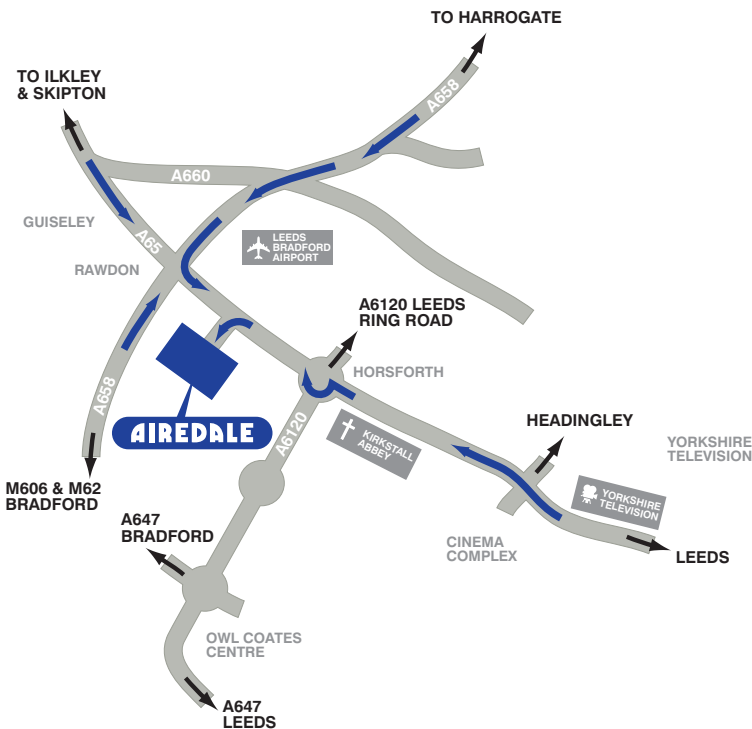 TO HARROGATE
TO ILKLEY
& SKIPTON
A658
A660
GUISELEY
A65
LEEDS
BRADFORD
AIRPORT
RAWDON
A6120 LEEDS
RING ROAD
HORSFORTH
A658
AIREDALE
A6120
KIRKSTALL
ABBEY
HEADINGLEY
YORKSHIRE
TELEVISION
M606 & M62
BRADFORD
YORKSHIRE
TELEVISION
A647
BRADFORD
CINEMA
COMPLEX
LEEDS
OWL COATES
CENTRE
A647
LEEDS